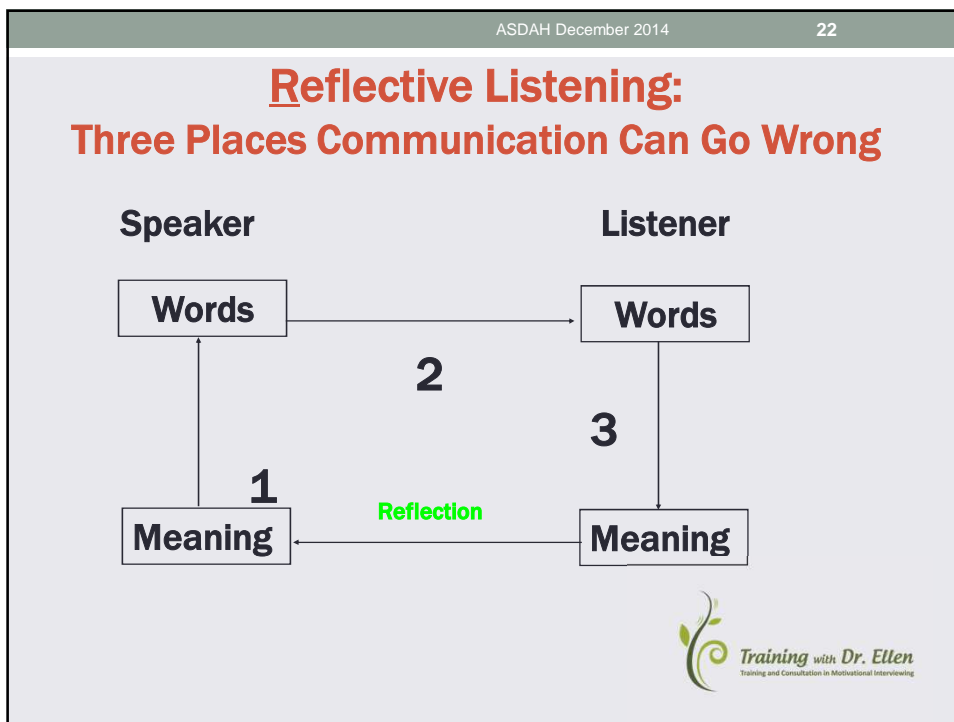 ASDAH December 2014 22
Reflective Listening:
Three Places Communication Can Go Wrong
Speaker Listener
Words Words
2
3
1
Reflection
Meaning Meaning
Training with Dr. Ellen
Training and Consultation in Motivational Interviewing